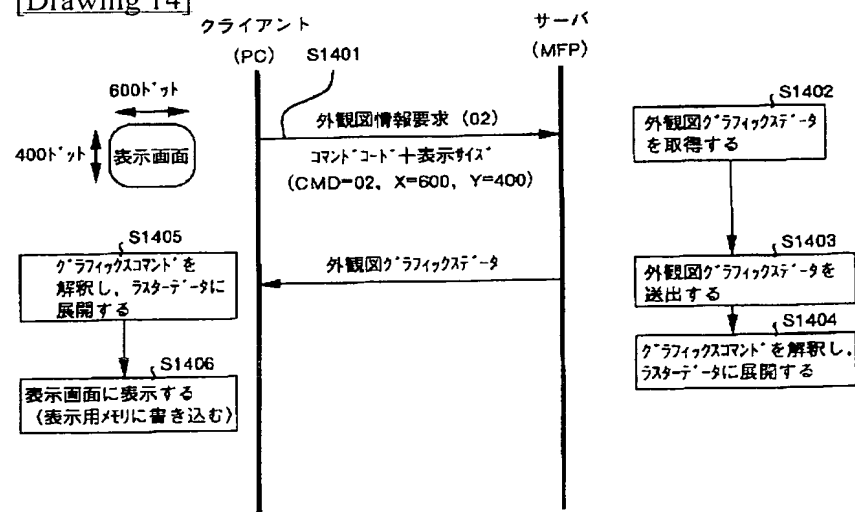 [Drawing 14]
クライアント
(PC)
S1401
サーバ
(MFP)
600ﾄﾞｯﾄ
400ﾄﾞｯﾄ
表示画面
外観図情報要求 (02)
ｺﾏﾝﾄﾞｺｰﾄﾞ＋表示ｻｲｽﾞ
(CMD=02, X=600, Y=400)
S1402
外観図ｸﾞﾗﾌｨｯｸｽﾃﾞｰﾀ
を取得する
S1403
外観図ｸﾞﾗﾌｨｯｸｽﾃﾞｰﾀを
送出する
外観図ｸﾞﾗﾌｨｯｸｽﾃﾞｰﾀ
S1404
ｸﾞﾗﾌｨｯｸｽｺﾏﾝﾄﾞを解釈し,
ﾗｽﾀｰﾃﾞｰﾀに展開する
S1405
ｸﾞﾗﾌｨｯｸｽｺﾏﾝﾄﾞを
解釈し, ﾗｽﾀｰﾃﾞｰﾀに
展開する
S1406
表示画面に表示する
(表示用ﾒﾓﾘに書き込む)